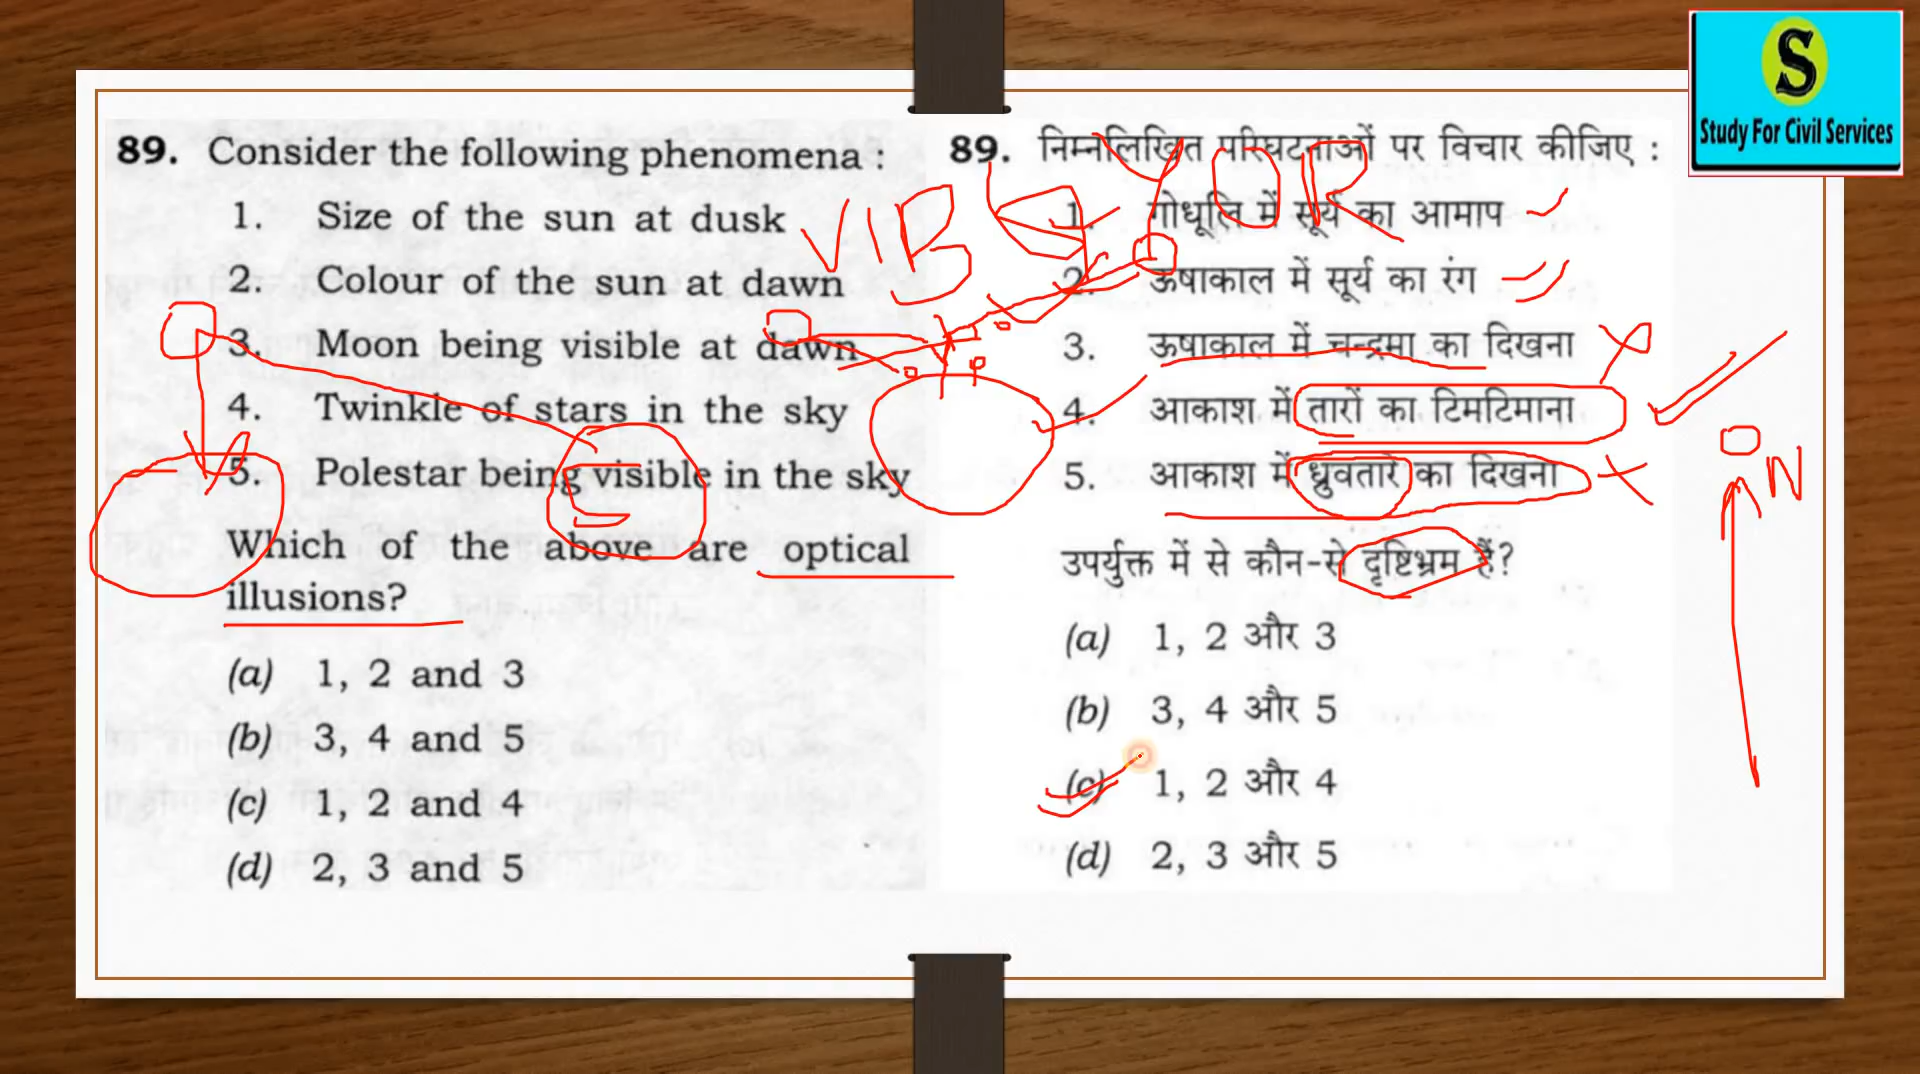 89. Consider the following phenomena :
1. Size of the sun at dusk
2. Colour of the sun at dawn
3. Moon being visible at dawn
4. Twinkle of stars in the sky
5. Polestar being visible in the sky
Which of the above are optical
illusions?
(a) 1, 2 and 3
(b) 3, 4 and 5
(c) 1, 2 and 4
(d) 2, 3 and 5
89. निम्नलिखित परिघटनाओं पर विचार कीजिए :
1. गोधूलि में सूर्य का आमाप
2. ऊषाकाल में सूर्य का रंग
3. ऊषाकाल में चन्द्रमा का दिखना
4. आकाश में तारों का टिमटिमाना
5. आकाश में ध्रुवतारे का दिखना
उपर्युक्त में से कौन-से दृष्टिभ्रम हैं?
(a) 1, 2 और 3
(b) 3, 4 और 5
(c) 1, 2 और 4
(d) 2, 3 और 5
VIBGYOR
N
S
Study For Civil Services